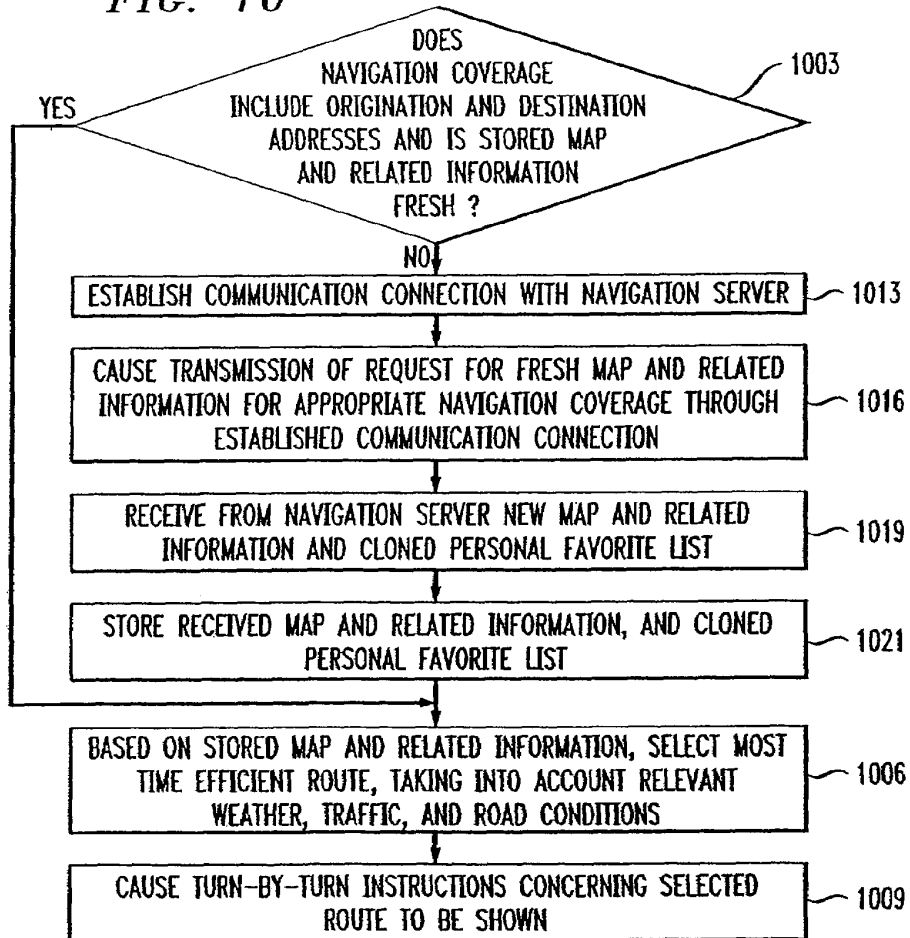 FIG. 10
DOES
NAVIGATION COVERAGE
INCLUDE ORIGINATION AND DESTINATION
ADDRESSES AND IS STORED MAP
AND RELATED INFORMATION
FRESH ?
1003
YES
NO
ESTABLISH COMMUNICATION CONNECTION WITH NAVIGATION SERVER
1013
CAUSE TRANSMISSION OF REQUEST FOR FRESH MAP AND RELATED
INFORMATION FOR APPROPRIATE NAVIGATION COVERAGE THROUGH
ESTABLISHED COMMUNICATION CONNECTION
1016
RECEIVE FROM NAVIGATION SERVER NEW MAP AND RELATED
INFORMATION AND CLONED PERSONAL FAVORITE LIST
1019
STORE RECEIVED MAP AND RELATED INFORMATION, AND CLONED
PERSONAL FAVORITE LIST
1021
BASED ON STORED MAP AND RELATED INFORMATION, SELECT MOST
TIME EFFICIENT ROUTE, TAKING INTO ACCOUNT RELEVANT
WEATHER, TRAFFIC, AND ROAD CONDITIONS
1006
CAUSE TURN-BY-TURN INSTRUCTIONS CONCERNING SELECTED
ROUTE TO BE SHOWN
1009